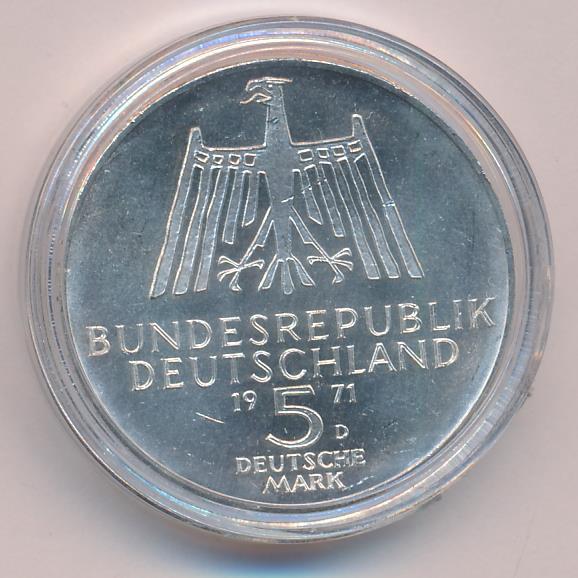 BUNDESREPUBLIK
DEUTSCHLAND
19 71
5
D
DEUTSCHE
MARK